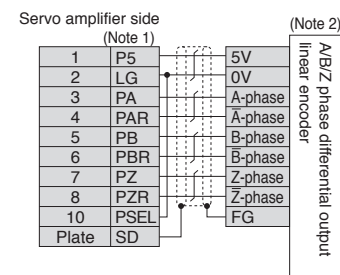 Servo amplifier side
(Note 1)
(Note 2)
1 P5 5V
2 LG 0V
3 PA A-phase
4 PAR A̅-phase
5 PB B-phase
6 PBR B̅-phase
7 PZ Z-phase
8 PZR Z̅-phase
10 PSEL FG
Plate SD
A/B/Z phase differential output
linear encoder